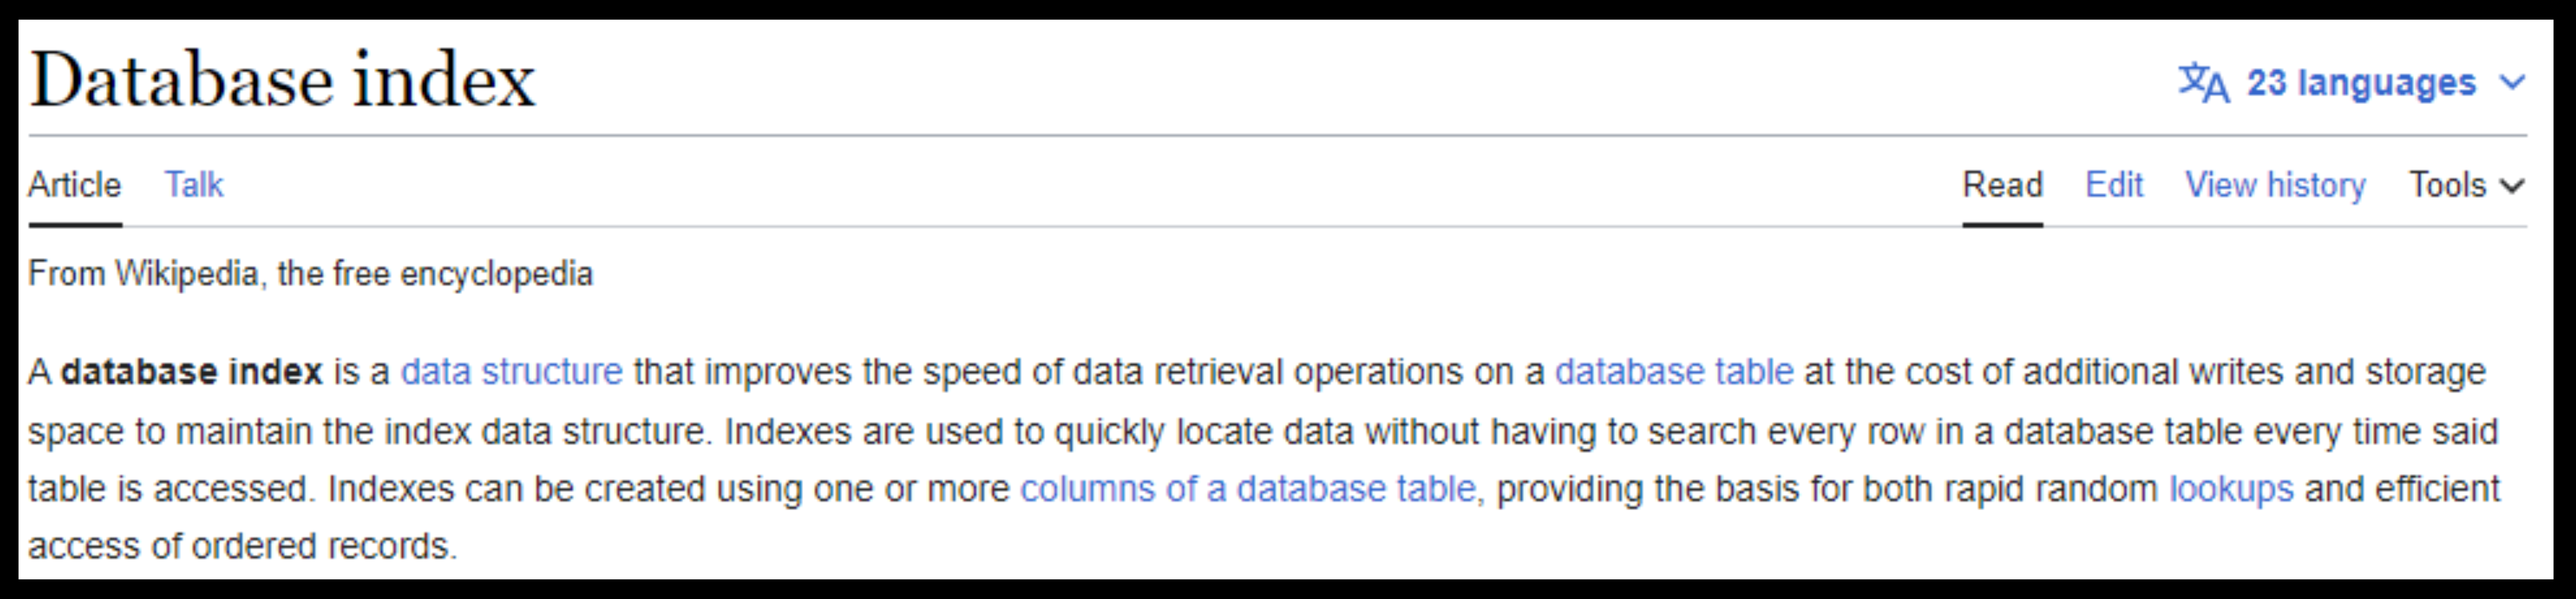 Database index
23 languages
Article Talk
Read Edit View history Tools
From Wikipedia, the free encyclopedia
A database index is a data structure that improves the speed of data retrieval operations on a database table at the cost of additional writes and storage
space to maintain the index data structure. Indexes are used to quickly locate data without having to search every row in a database table every time said
table is accessed. Indexes can be created using one or more columns of a database table, providing the basis for both rapid random lookups and efficient
access of ordered records.